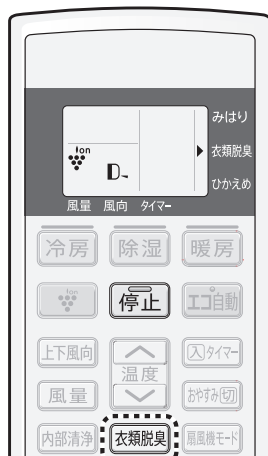 みはり
ion
衣類脱臭
ひかえめ
風量 風向 タイマー
冷房 除湿 暖房
停止 エコ自動
上下風向 温度 入タイマー
風量 おやすみ切
内部清浄 衣類脱臭 扇風機モード